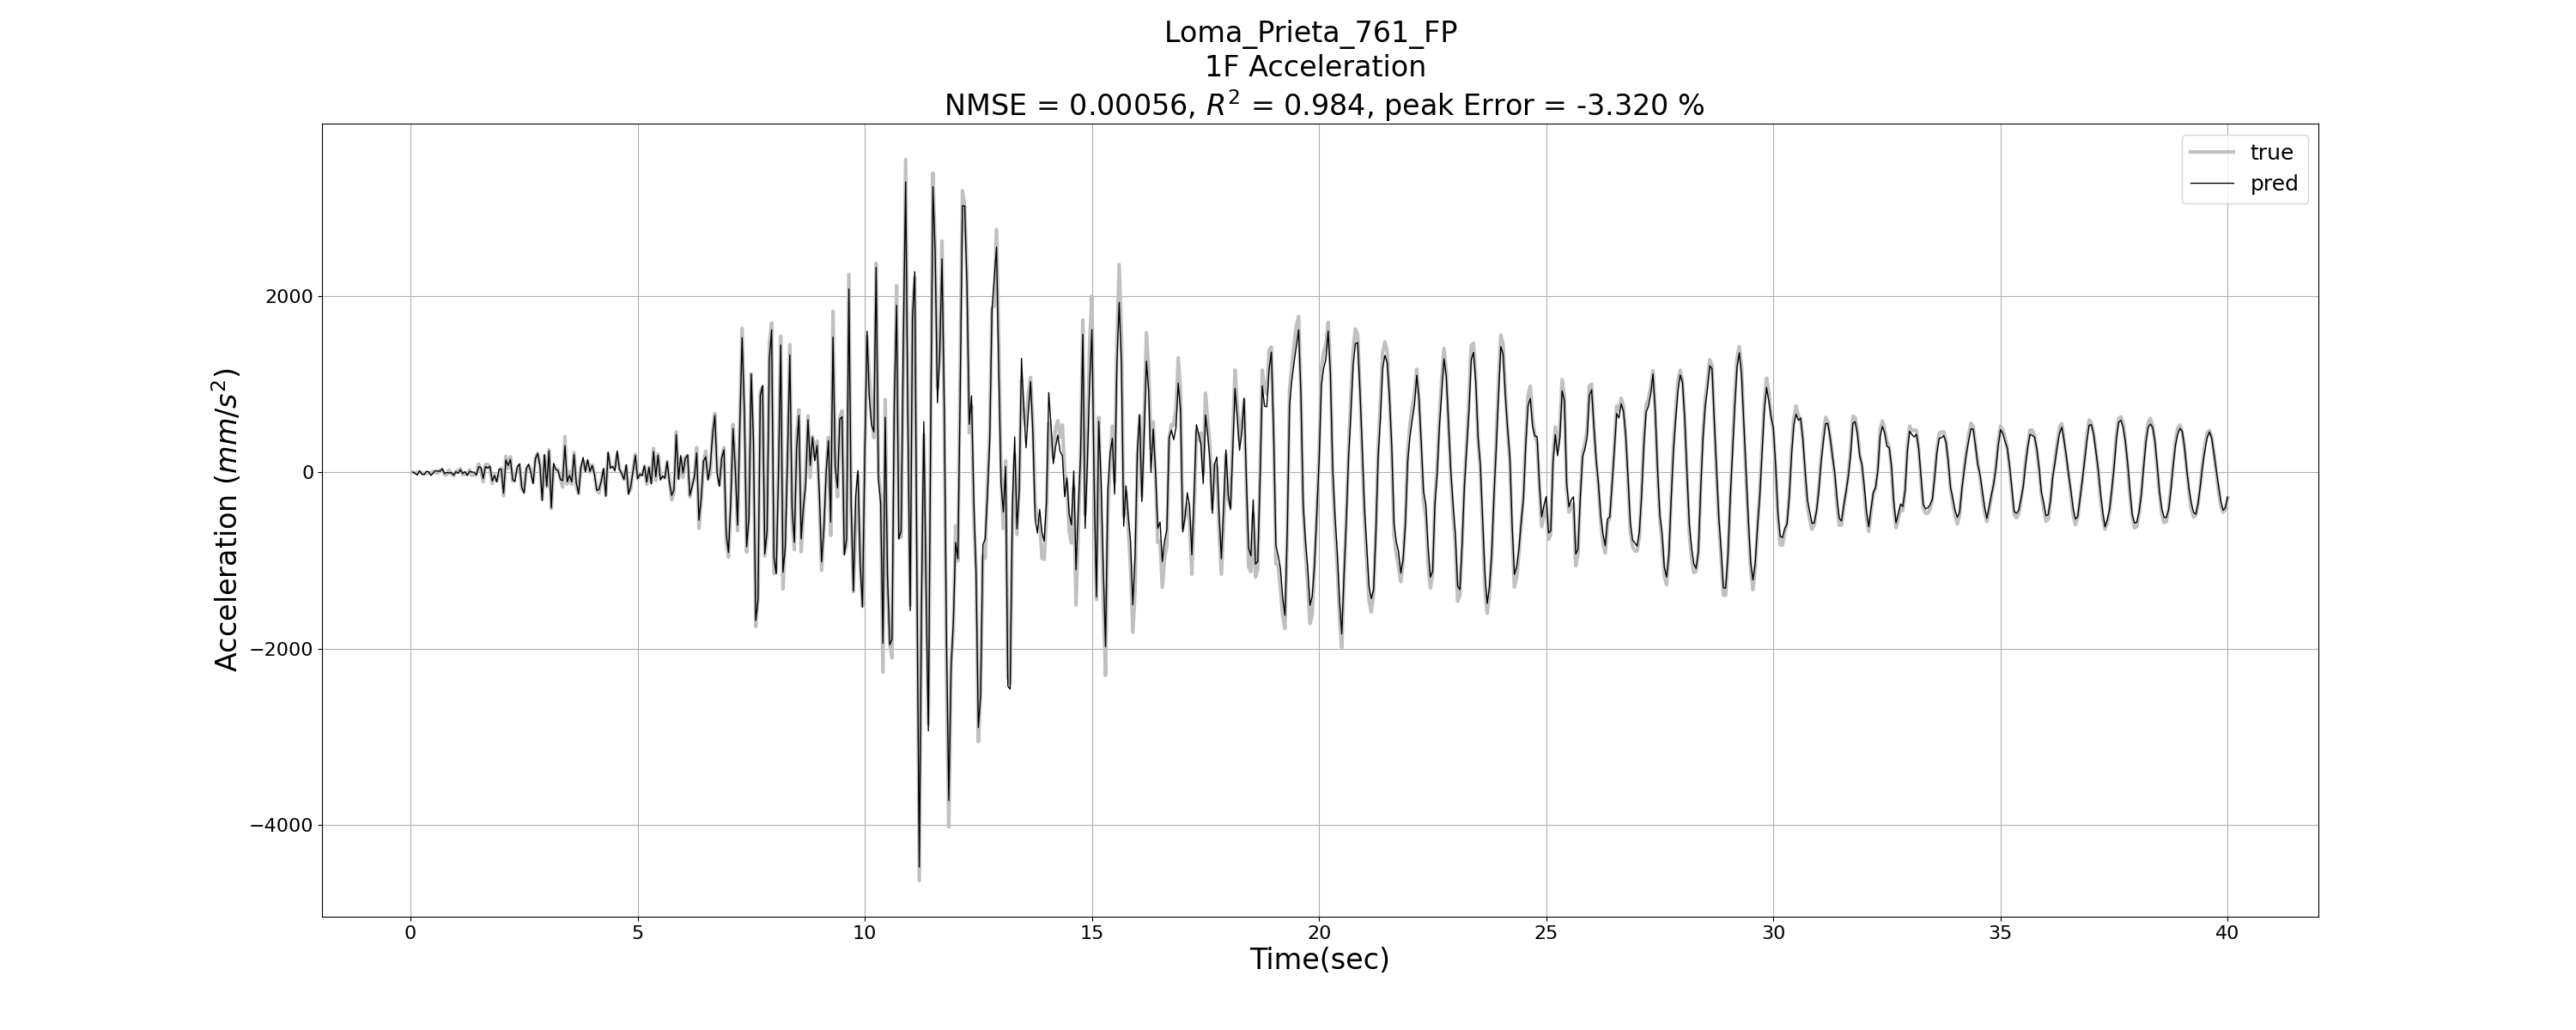 Loma_Prieta_761_FP
1F Acceleration
NMSE = 0.00056, R² = 0.984, peak Error = -3.320 %
true
pred
Acceleration (mm/s²)
2000
0
−2000
−4000
0 5 10 15 20 25 30 35 40
Time(sec)